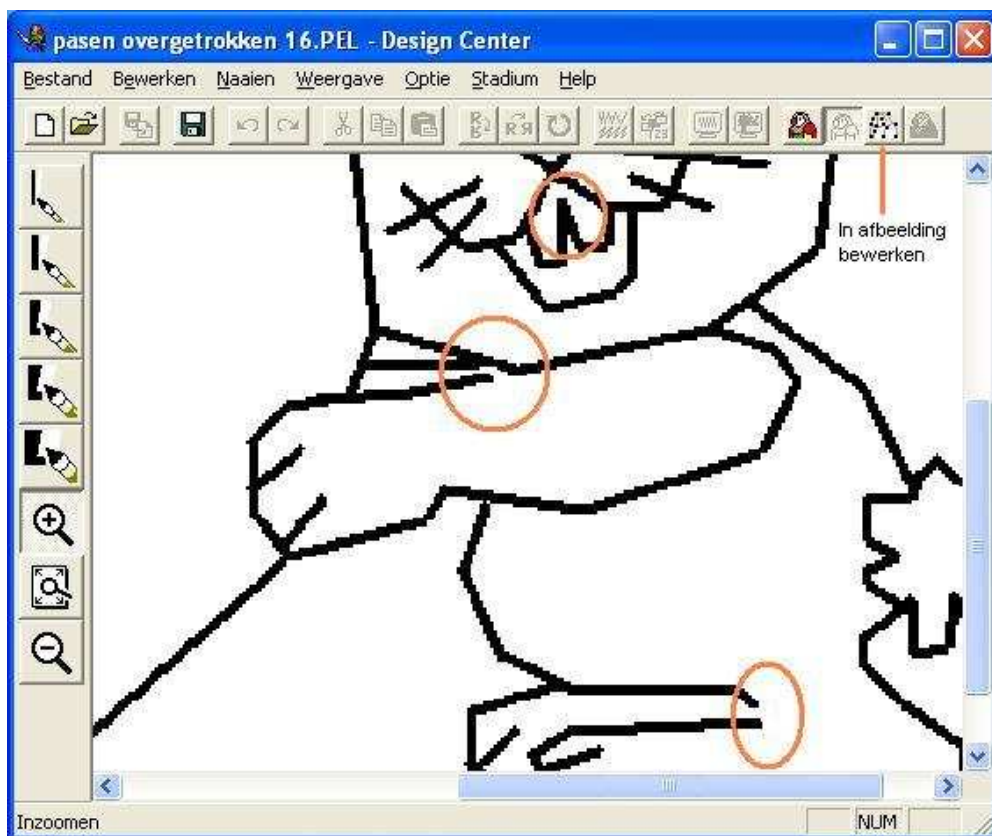 pasen overgetrokken 16.PEL - Design Center
Bestand Bewerken Naaien Weergave Optie Stadium Help
In afbeelding
bewerken
Inzoomen
NUM